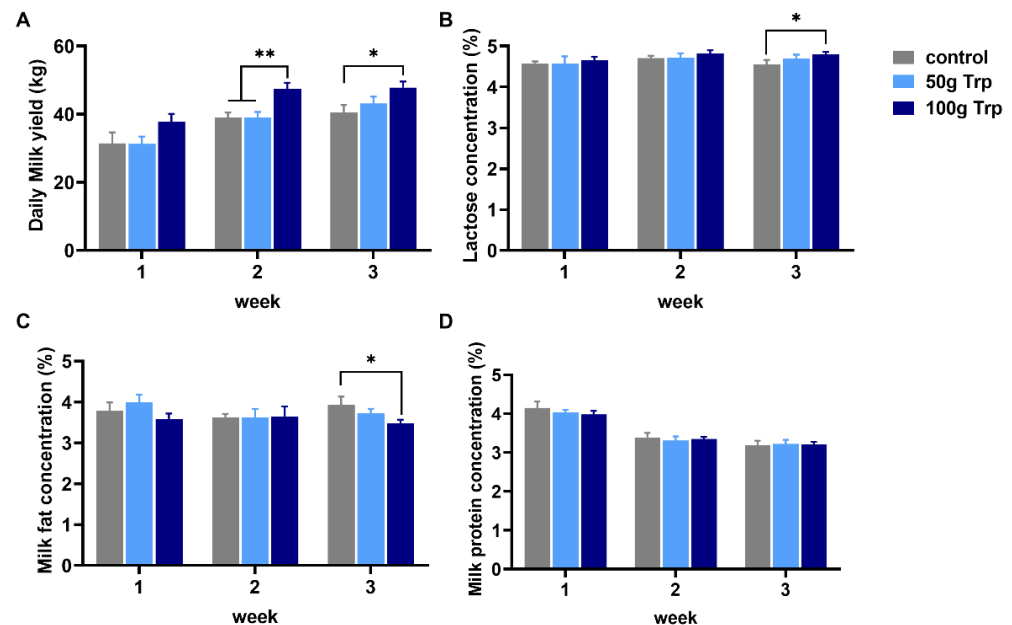 A
Daily Milk yield (kg)
60
40
20
0
**
*
1 2 3
week
B
Lactose concentration (%)
5
4
3
2
1
0
*
1 2 3
week
control
50g Trp
100g Trp
C
Milk fat concentration (%)
5
4
3
2
1
0
*
1 2 3
week
D
Milk protein concentration (%)
5
4
3
2
1
0
1 2 3
week